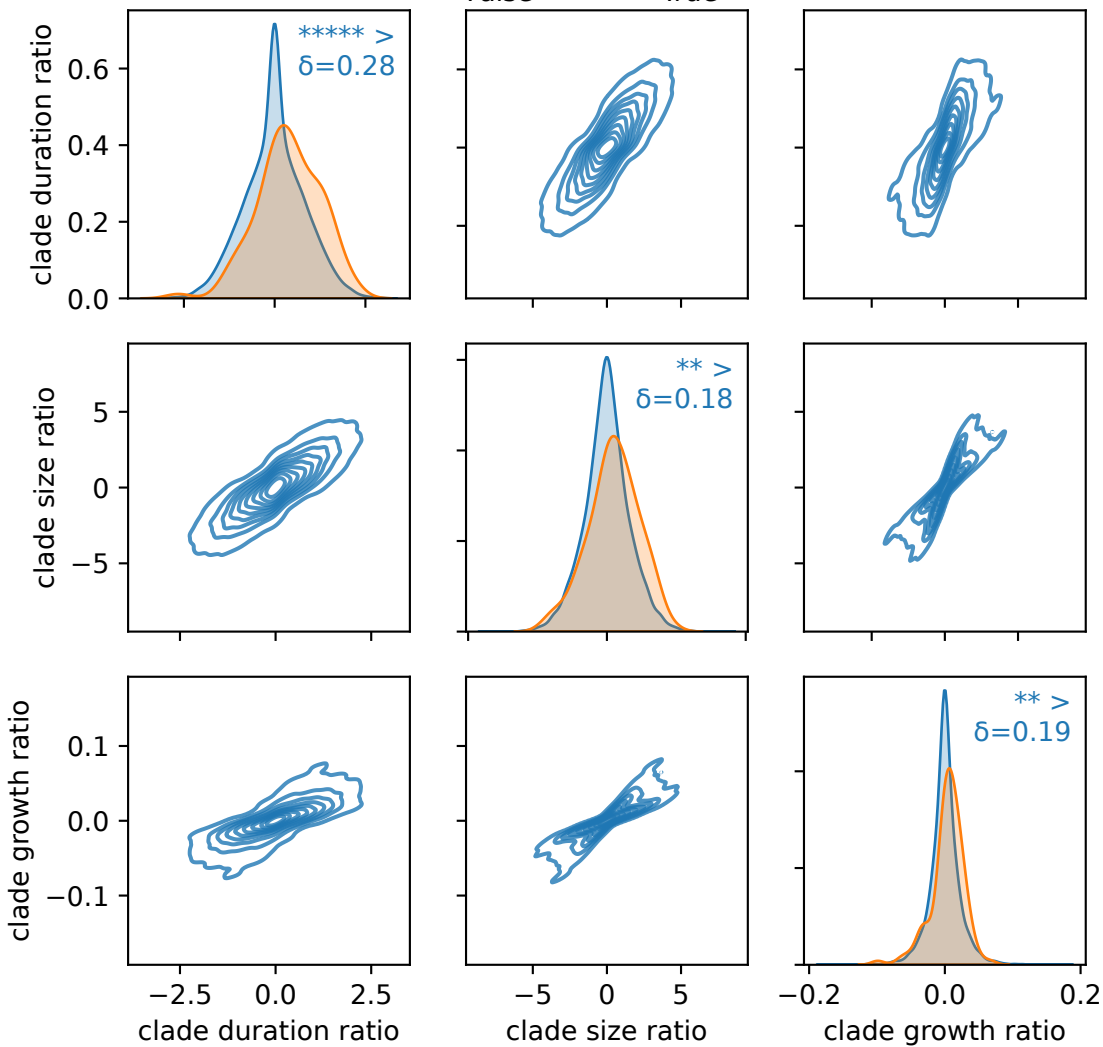 ***** >
δ=0.28
clade duration ratio
0.6
0.4
0.2
0.0
** >
δ=0.18
clade size ratio
5
0
−5
** >
δ=0.19
clade growth ratio
0.1
0.0
−0.1
−2.5 0.0 2.5 −5 0 5 −0.2 0.0 0.2
clade duration ratio clade size ratio clade growth ratio